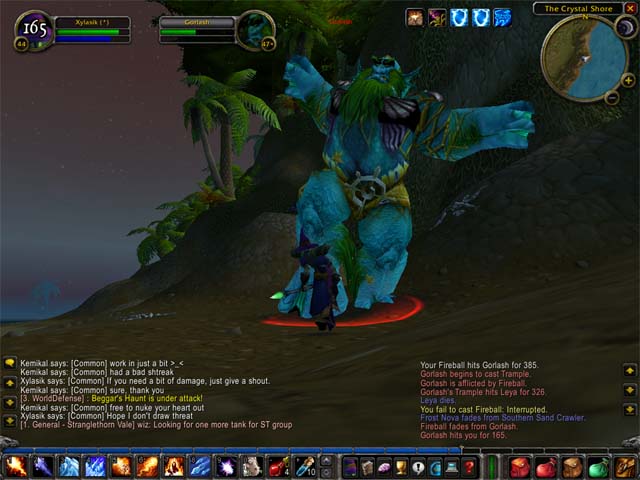 165
Xylasik (*)
44
Gorlash
47+
Gorlash
The Crystal Shore
N
Kemikal says: [Common] work in just a bit >_<
Kemikal says: [Common] had a bad shtreak
Xylasik says: [Common] If you need a bit of damage, just give a shout.
Kemikal says: [Common] sure, thank you
[3. WorldDefense] : Beggar's Haunt is under attack!
Kemikal says: [Common] free to nuke your heart out
Xylasik says: [Common] Hope I don't draw threat
[1. General - Stranglethorn Vale] wiz: Looking for one more tank for ST group
Your Fireball hits Gorlash for 385.
Gorlash begins to cast Trample.
Gorlash is afflicted by Fireball.
Gorlash's Trample hits Leya for 326.
Leya dies.
You fail to cast Fireball: Interrupted.
Frost Nova fades from Southern Sand Crawler.
Fireball fades from Gorlash.
Gorlash hits you for 165.
4
10